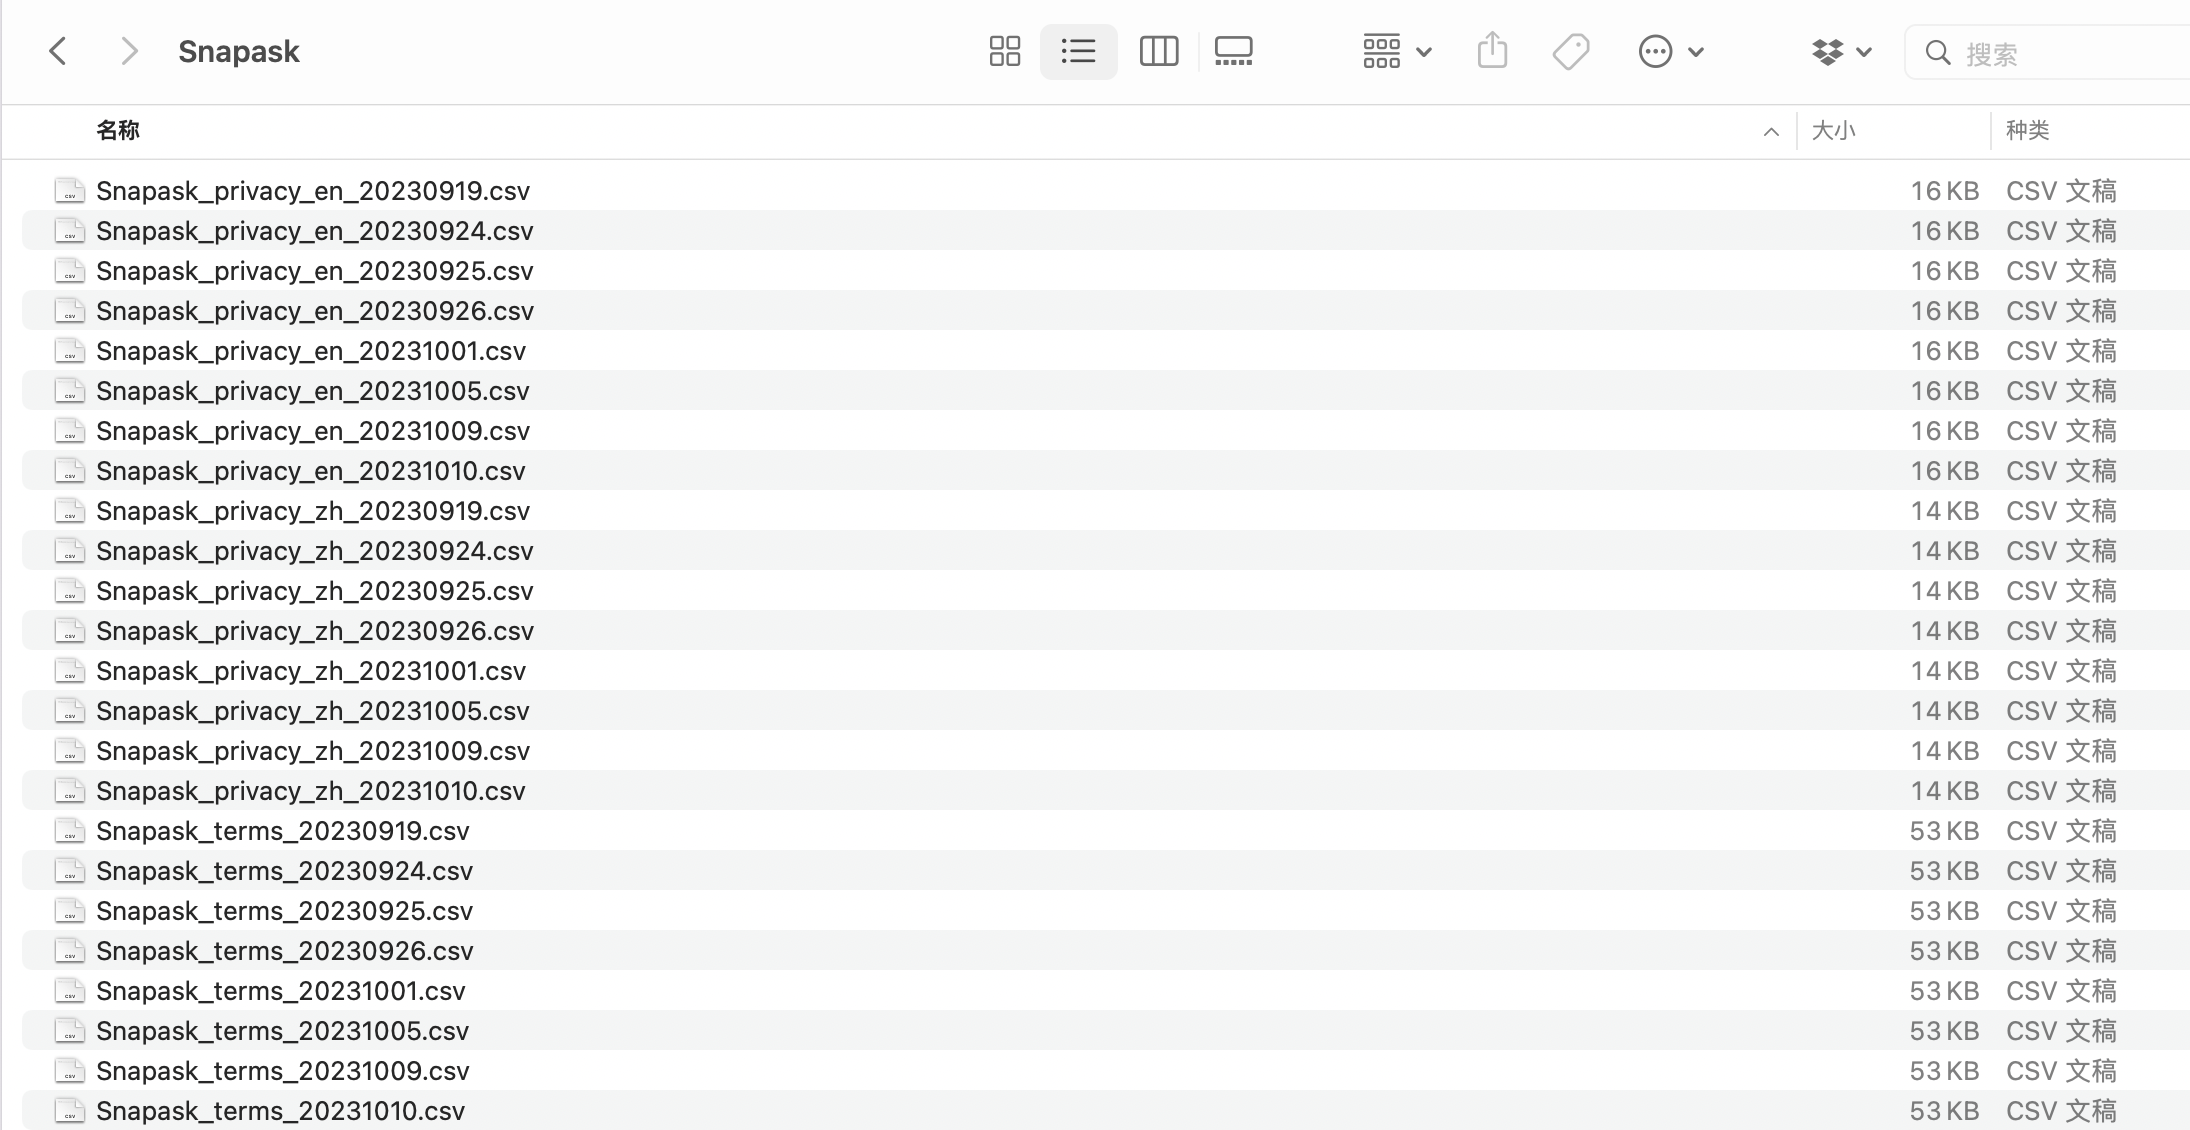 Snapask
搜索
名称 大小 种类
Snapask_privacy_en_20230919.csv 16 KB CSV 文稿
Snapask_privacy_en_20230924.csv 16 KB CSV 文稿
Snapask_privacy_en_20230925.csv 16 KB CSV 文稿
Snapask_privacy_en_20230926.csv 16 KB CSV 文稿
Snapask_privacy_en_20231001.csv 16 KB CSV 文稿
Snapask_privacy_en_20231005.csv 16 KB CSV 文稿
Snapask_privacy_en_20231009.csv 16 KB CSV 文稿
Snapask_privacy_en_20231010.csv 16 KB CSV 文稿
Snapask_privacy_zh_20230919.csv 14 KB CSV 文稿
Snapask_privacy_zh_20230924.csv 14 KB CSV 文稿
Snapask_privacy_zh_20230925.csv 14 KB CSV 文稿
Snapask_privacy_zh_20230926.csv 14 KB CSV 文稿
Snapask_privacy_zh_20231001.csv 14 KB CSV 文稿
Snapask_privacy_zh_20231005.csv 14 KB CSV 文稿
Snapask_privacy_zh_20231009.csv 14 KB CSV 文稿
Snapask_privacy_zh_20231010.csv 14 KB CSV 文稿
Snapask_terms_20230919.csv 53 KB CSV 文稿
Snapask_terms_20230924.csv 53 KB CSV 文稿
Snapask_terms_20230925.csv 53 KB CSV 文稿
Snapask_terms_20230926.csv 53 KB CSV 文稿
Snapask_terms_20231001.csv 53 KB CSV 文稿
Snapask_terms_20231005.csv 53 KB CSV 文稿
Snapask_terms_20231009.csv 53 KB CSV 文稿
Snapask_terms_20231010.csv 53 KB CSV 文稿